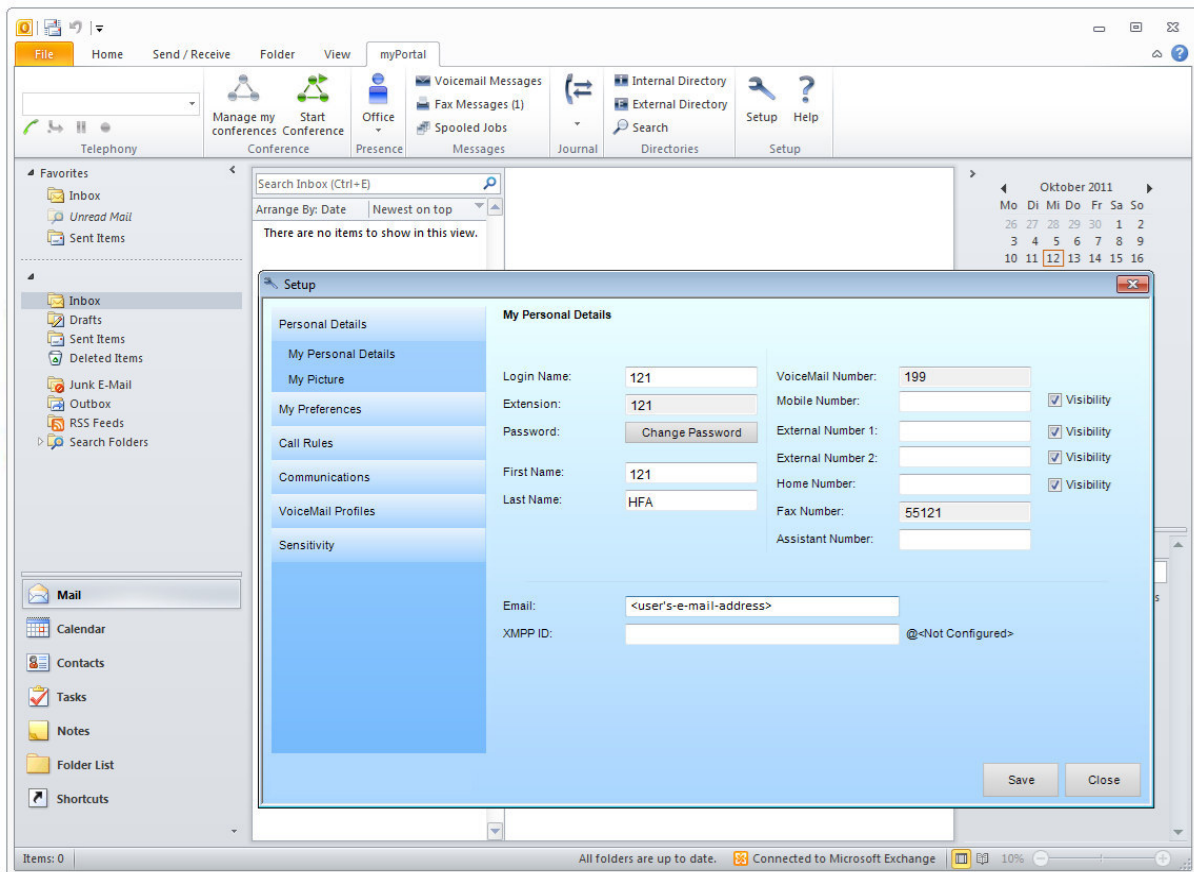 File Home Send / Receive Folder View myPortal
Manage my conferences
Start Conference
Office
Voicemail Messages
Fax Messages (1)
Spooled Jobs
Internal Directory
External Directory
Search
Setup Help
Telephony Conference Presence Messages Journal Directories Setup
Favorites
Inbox
Unread Mail
Sent Items
Inbox
Drafts
Sent Items
Deleted Items
Junk E-Mail
Outbox
RSS Feeds
Search Folders
Mail
Calendar
Contacts
Tasks
Notes
Folder List
Shortcuts
Search Inbox (Ctrl+E)
Arrange By: Date Newest on top
There are no items to show in this view.
Oktober 2011
Mo Di Mi Do Fr Sa So
26 27 28 29 30 1 2
3 4 5 6 7 8 9
10 11 12 13 14 15 16
Setup
Personal Details
My Personal Details
My Picture
My Preferences
Call Rules
Communications
VoiceMail Profiles
Sensitivity
My Personal Details
Login Name: 121
Extension: 121
Password: Change Password
First Name: 121
Last Name: HFA
VoiceMail Number: 199
Mobile Number: Visibility
External Number 1: Visibility
External Number 2: Visibility
Home Number: Visibility
Fax Number: 55121
Assistant Number:
Email: <user's-e-mail-address>
XMPP ID: @<Not Configured>
Save Close
s
Items: 0
All folders are up to date. Connected to Microsoft Exchange 10%